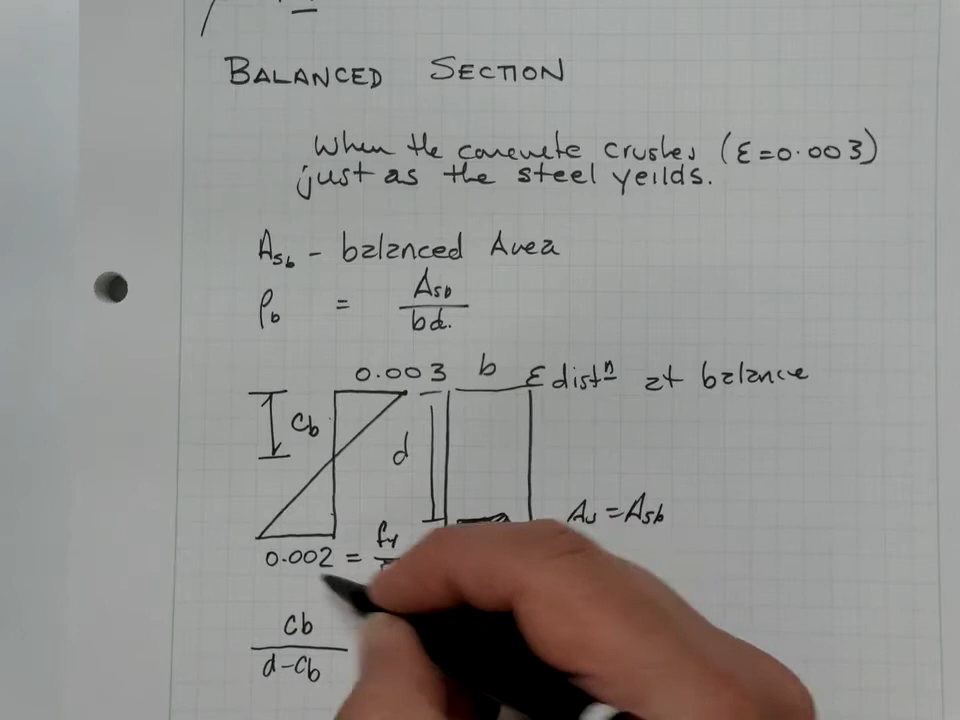 BALANCED SECTION
When the concrete crushes (ε=0.003)
just as the steel yeilds.
Asb - balanced Area
ρb = Asb
bd.
0.003 b ε distⁿ at balance
Cb
d
As = Asb
0.002 = fy
Cb
d-Cb